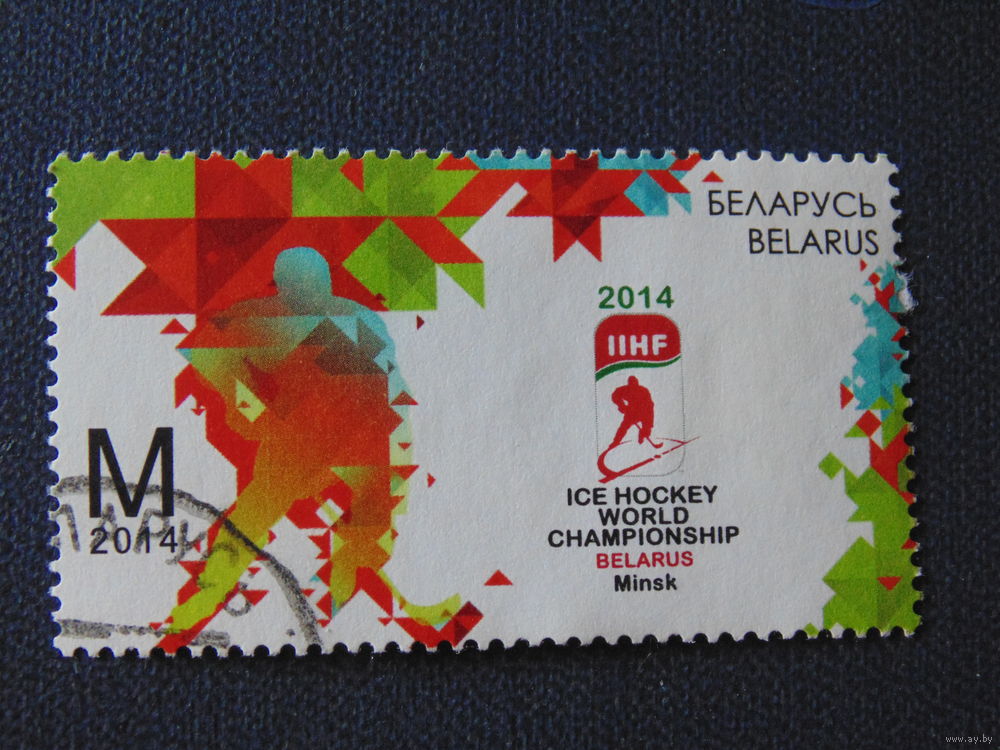 БЕЛАРУСЬ
BELARUS
2014
IIHF
ICE HOCKEY
WORLD
CHAMPIONSHIP
BELARUS
Minsk
M
2014
www.ay.by